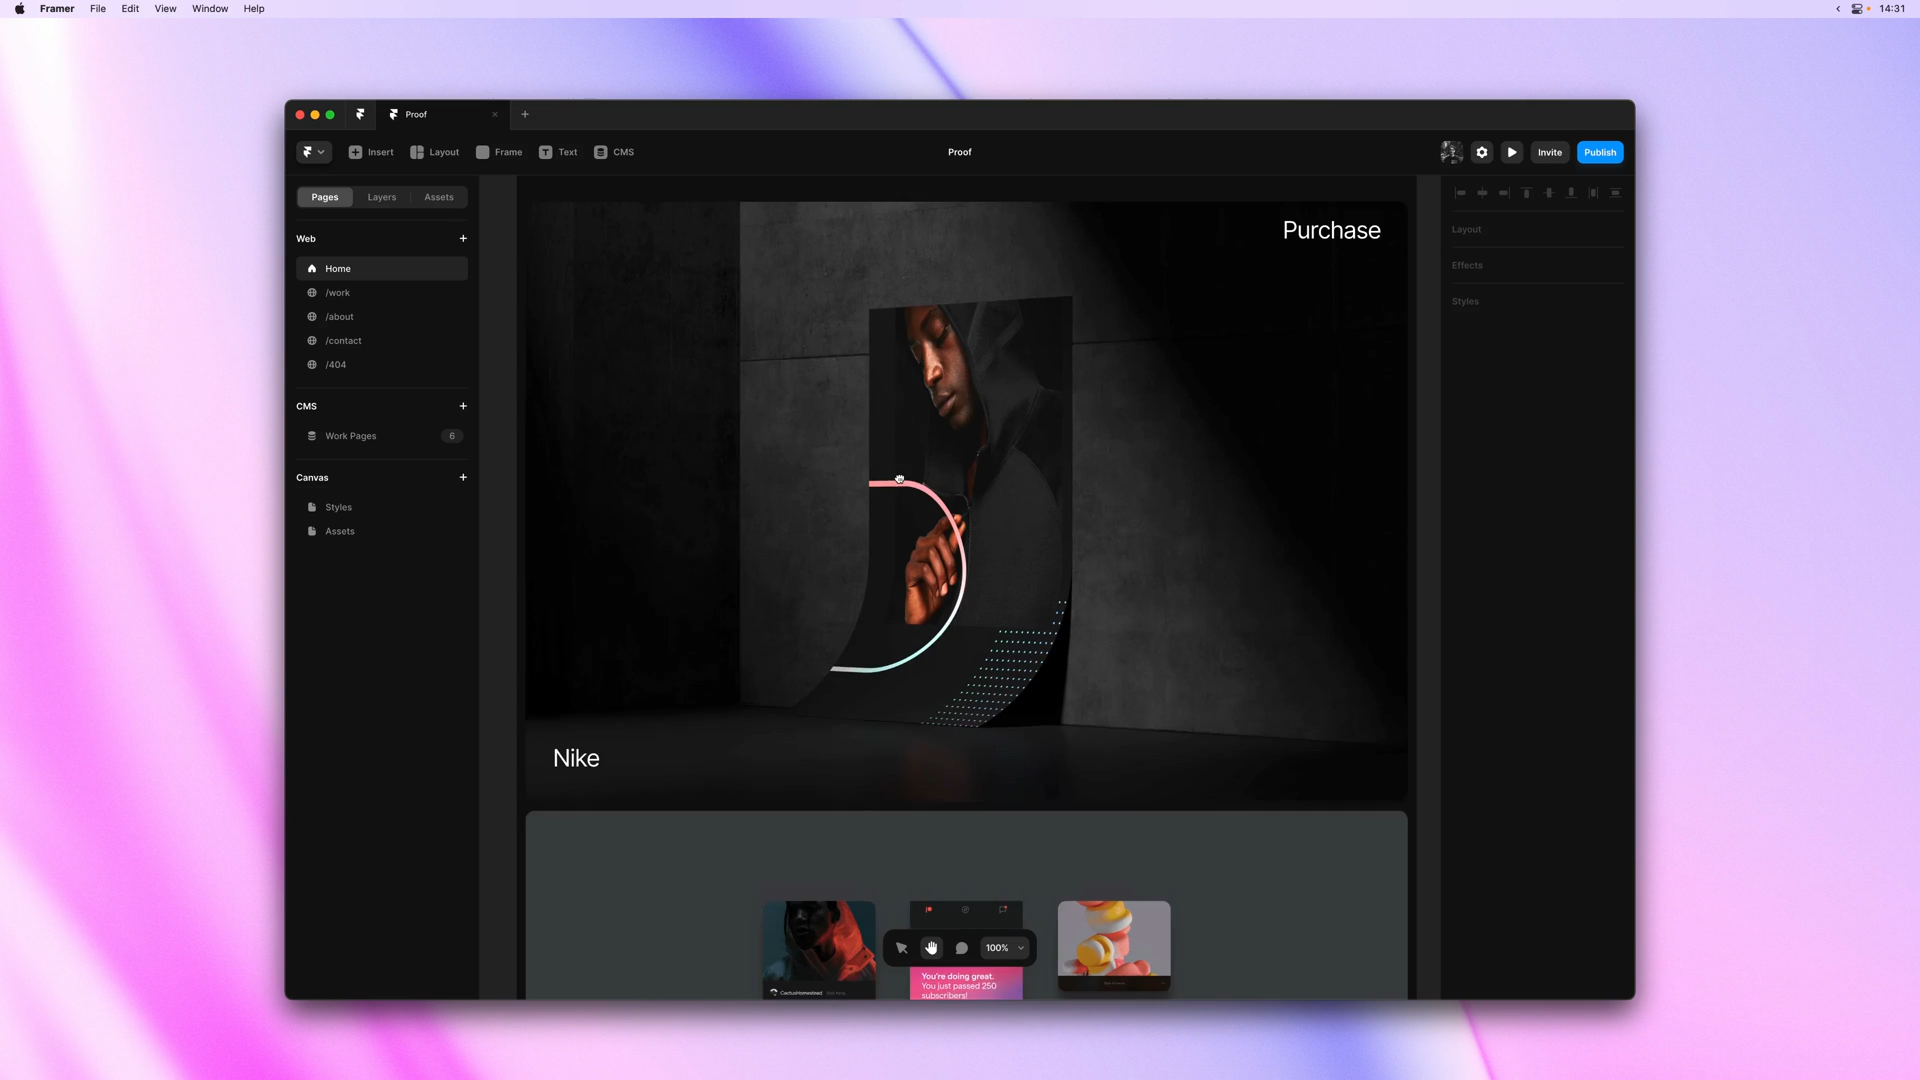 Framer File Edit View Window Help 14:31
Proof
Insert Layout Frame Text CMS Proof Invite Publish
Pages Layers Assets
Web
Home
/work
/about
/contact
/404
CMS
Work Pages 6
Canvas
Styles
Assets
Purchase
Nike
Layout
Effects
Styles
100%
You're doing great.
You just passed 250
subscribers!
CactusHomestead